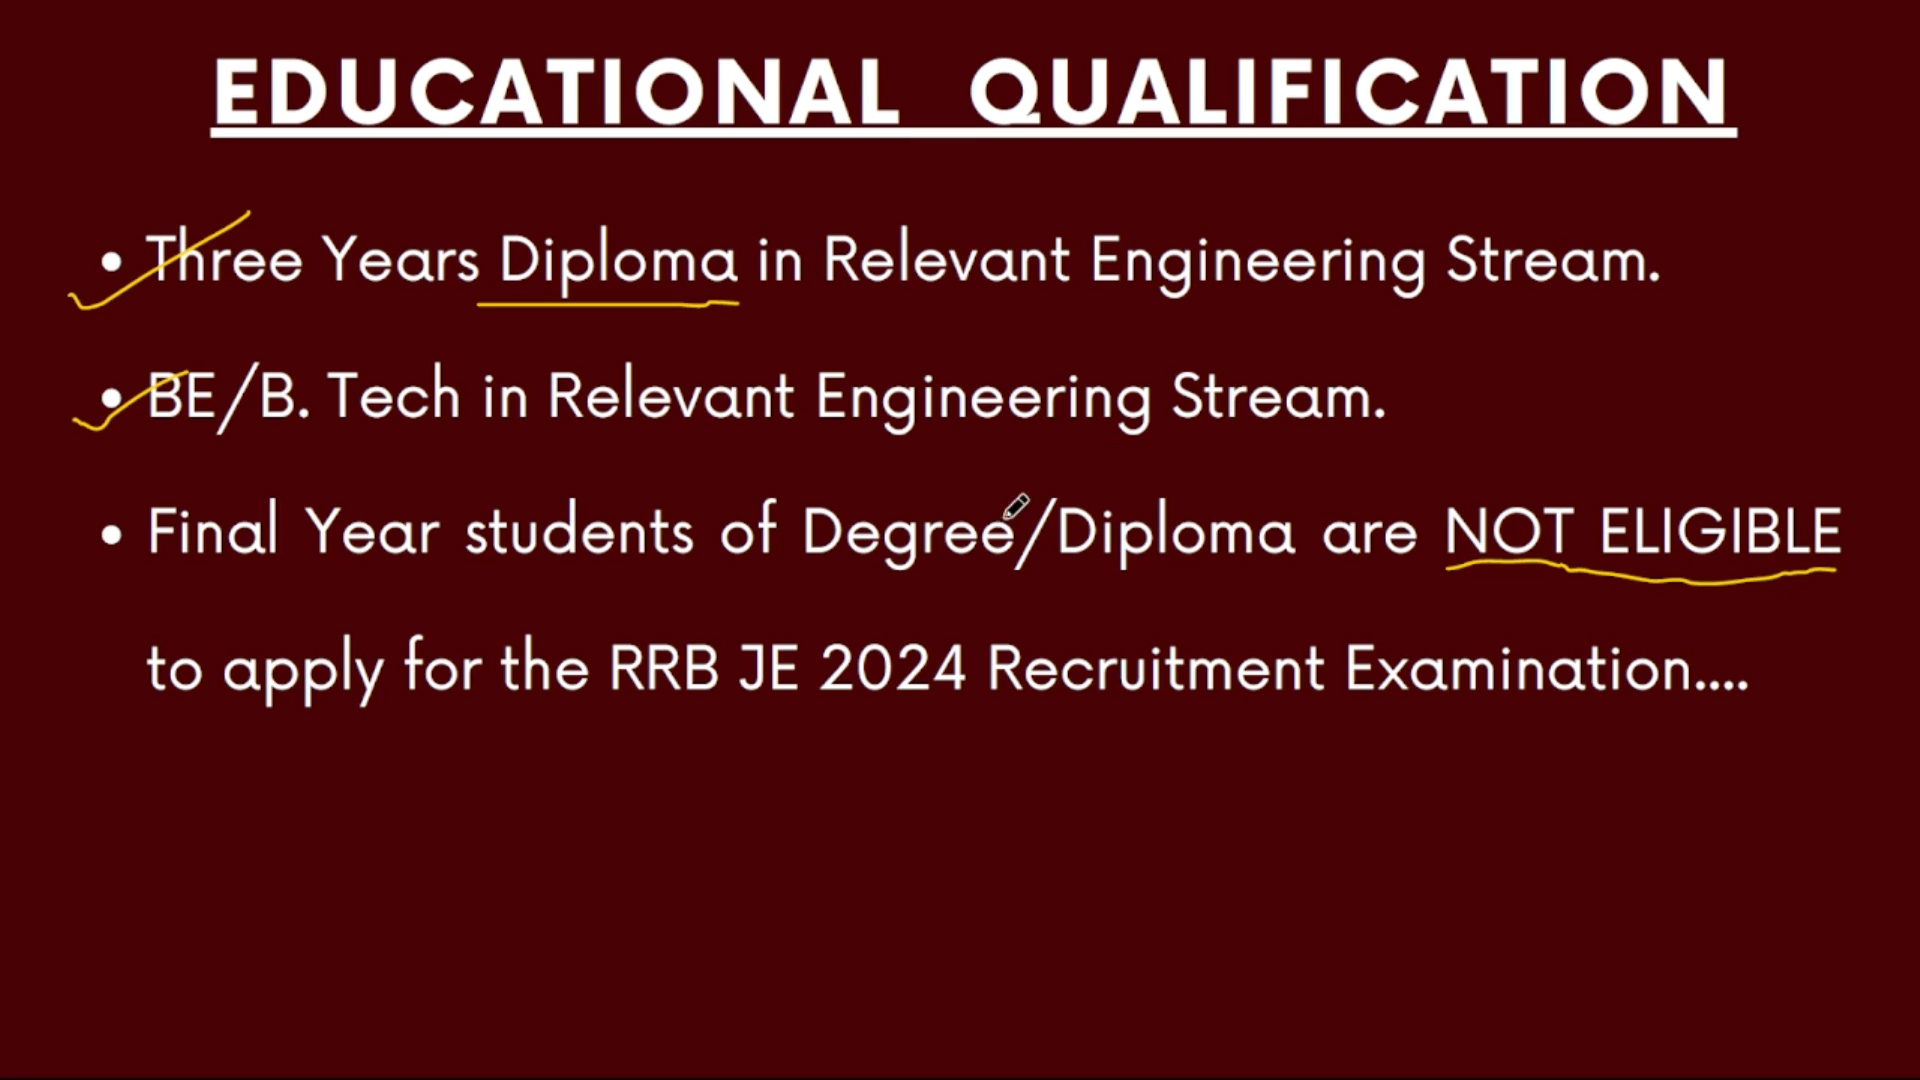 EDUCATIONAL QUALIFICATION
• Three Years Diploma in Relevant Engineering Stream.
• BE/B. Tech in Relevant Engineering Stream.
• Final Year students of Degree/Diploma are NOT ELIGIBLE
to apply for the RRB JE 2024 Recruitment Examination....